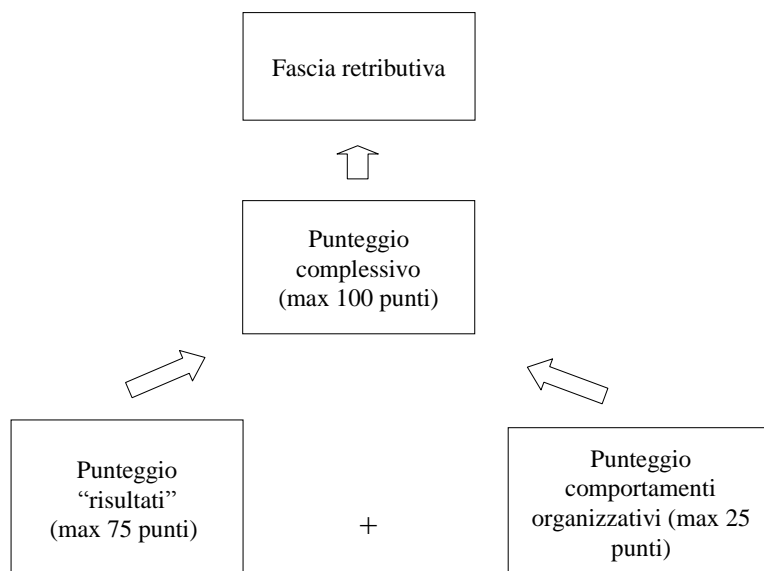 Fascia retributiva
Punteggio
complessivo
(max 100 punti)
Punteggio
“risultati”
(max 75 punti)
+
Punteggio
comportamenti
organizzativi (max 25
punti)